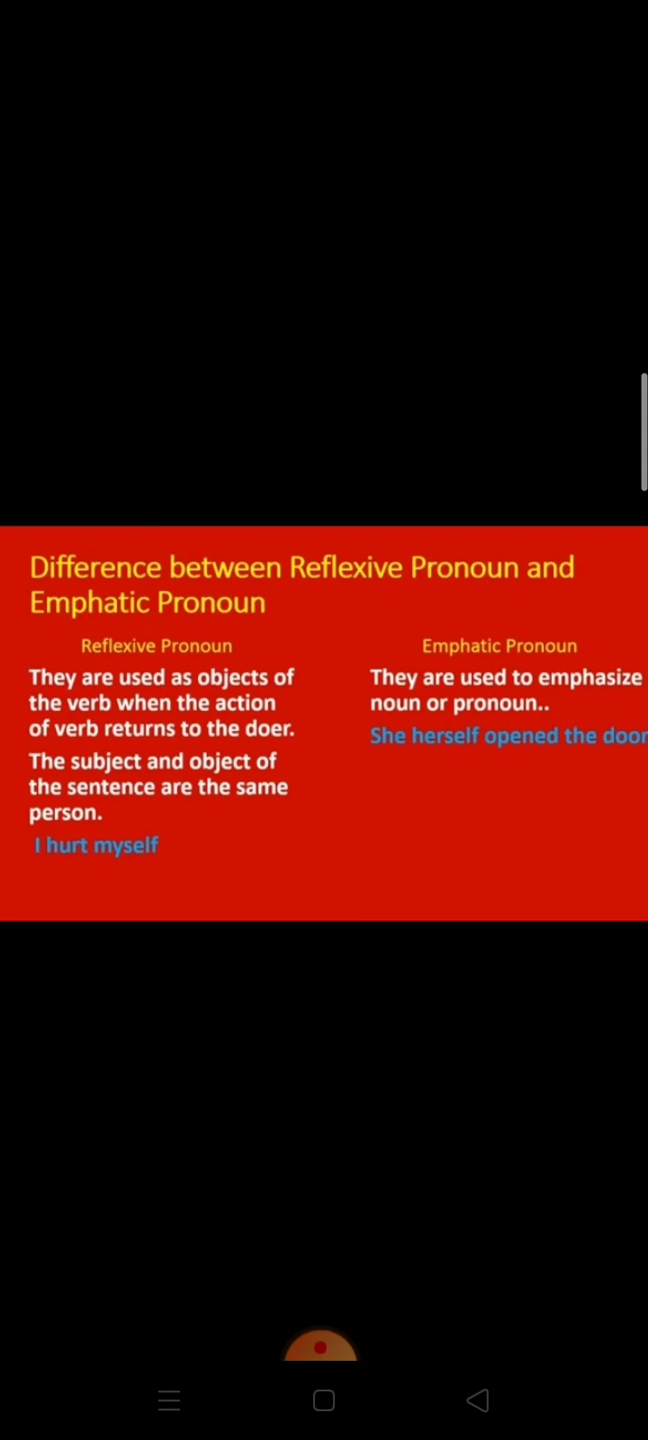 Difference between Reflexive Pronoun and
Emphatic Pronoun
Reflexive Pronoun
They are used as objects of
the verb when the action
of verb returns to the doer.
The subject and object of
the sentence are the same
person.
I hurt myself
Emphatic Pronoun
They are used to emphasize
noun or pronoun..
She herself opened the door